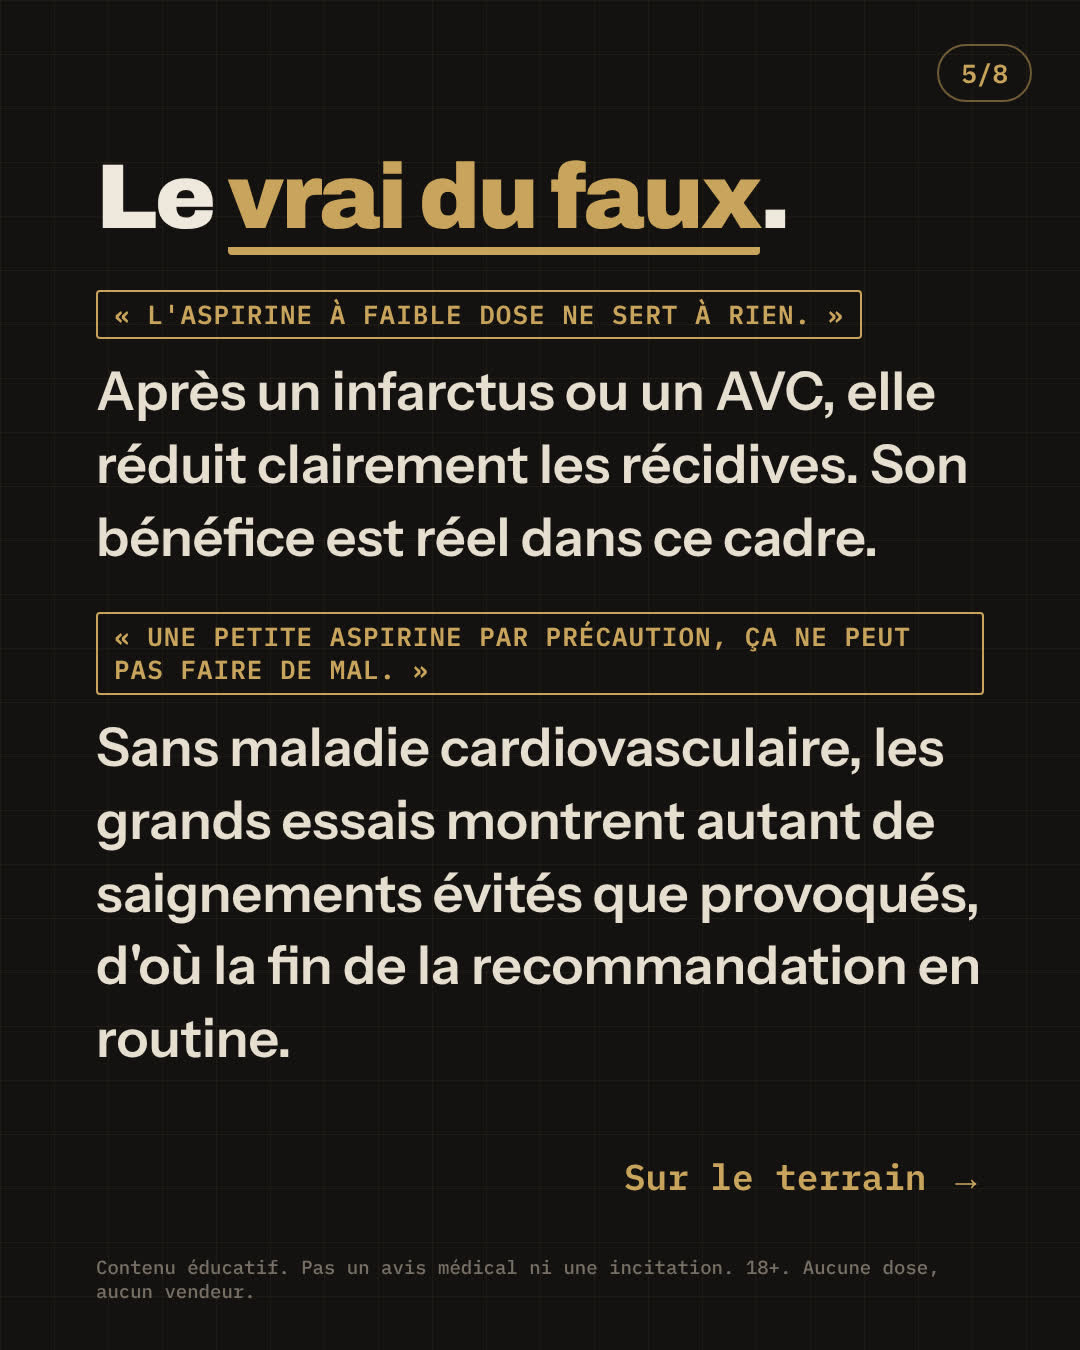 5/8
Le vrai du faux.
« L'ASPIRINE À FAIBLE DOSE NE SERT À RIEN. »
Après un infarctus ou un AVC, elle
réduit clairement les récidives. Son
bénéfice est réel dans ce cadre.
« UNE PETITE ASPIRINE PAR PRÉCAUTION, ÇA NE PEUT
PAS FAIRE DE MAL. »
Sans maladie cardiovasculaire, les
grands essais montrent autant de
saignements évités que provoqués,
d'où la fin de la recommandation en
routine.
Sur le terrain →
Contenu éducatif. Pas un avis médical ni une incitation. 18+. Aucune dose,
aucun vendeur.